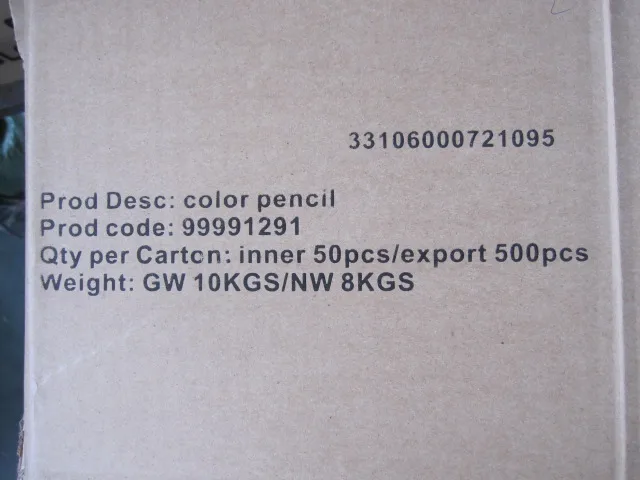 33106000721095
Prod Desc: color pencil
Prod code: 99991291
Qty per Carton: inner 50pcs/export 500pcs
Weight: GW 10KGS/NW 8KGS